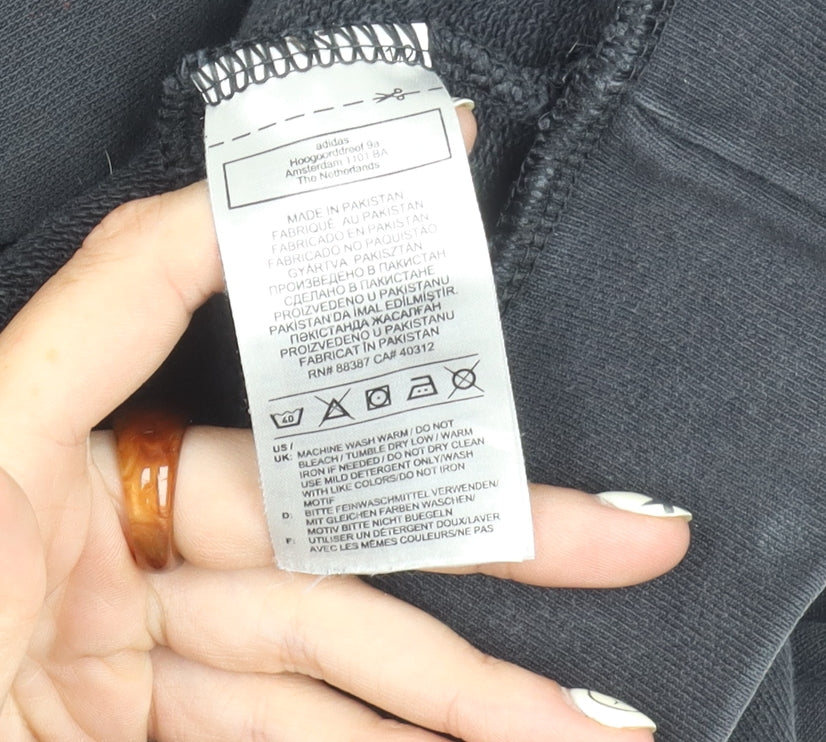 adidas
Hoogoorddreef 9a
Amsterdam 1101 BA
The Netherlands
MADE IN PAKISTAN
FABRIQUÉ AU PAKISTAN
FABRICADO EN PAKISTAN
FABRICADO NO PAQUISTÃO
GYÁRTVA PAKISZTÁN
ПРОИЗВЕДЕНО В ПАКИСТАН
СДЕЛАНО В ПАКИСТАНЕ
PROIZVEDENO U PAKISTANU
PAKISTAN'DA İMAL EDİLMİŞTİR.
ПӘКІСТАНДА ЖАСАЛҒАН
PROIZVEDENO U PAKISTANU
FABRICAT ÎN PAKISTAN
RN# 88387 CA# 40312
40
US / UK: MACHINE WASH WARM / DO NOT
BLEACH / TUMBLE DRY LOW / WARM
IRON IF NEEDED / DO NOT DRY CLEAN
USE MILD DETERGENT ONLY/WASH
WITH LIKE COLORS/DO NOT IRON
MOTIF
D: BITTE FEINWASCHMITTEL VERWENDEN/
MIT GLEICHEN FARBEN WASCHEN/
MOTIV BITTE NICHT BUEGELN
F: UTILISER UN DÉTERGENT DOUX/LAVER
AVEC LES MÊMES COULEURS/NE PAS